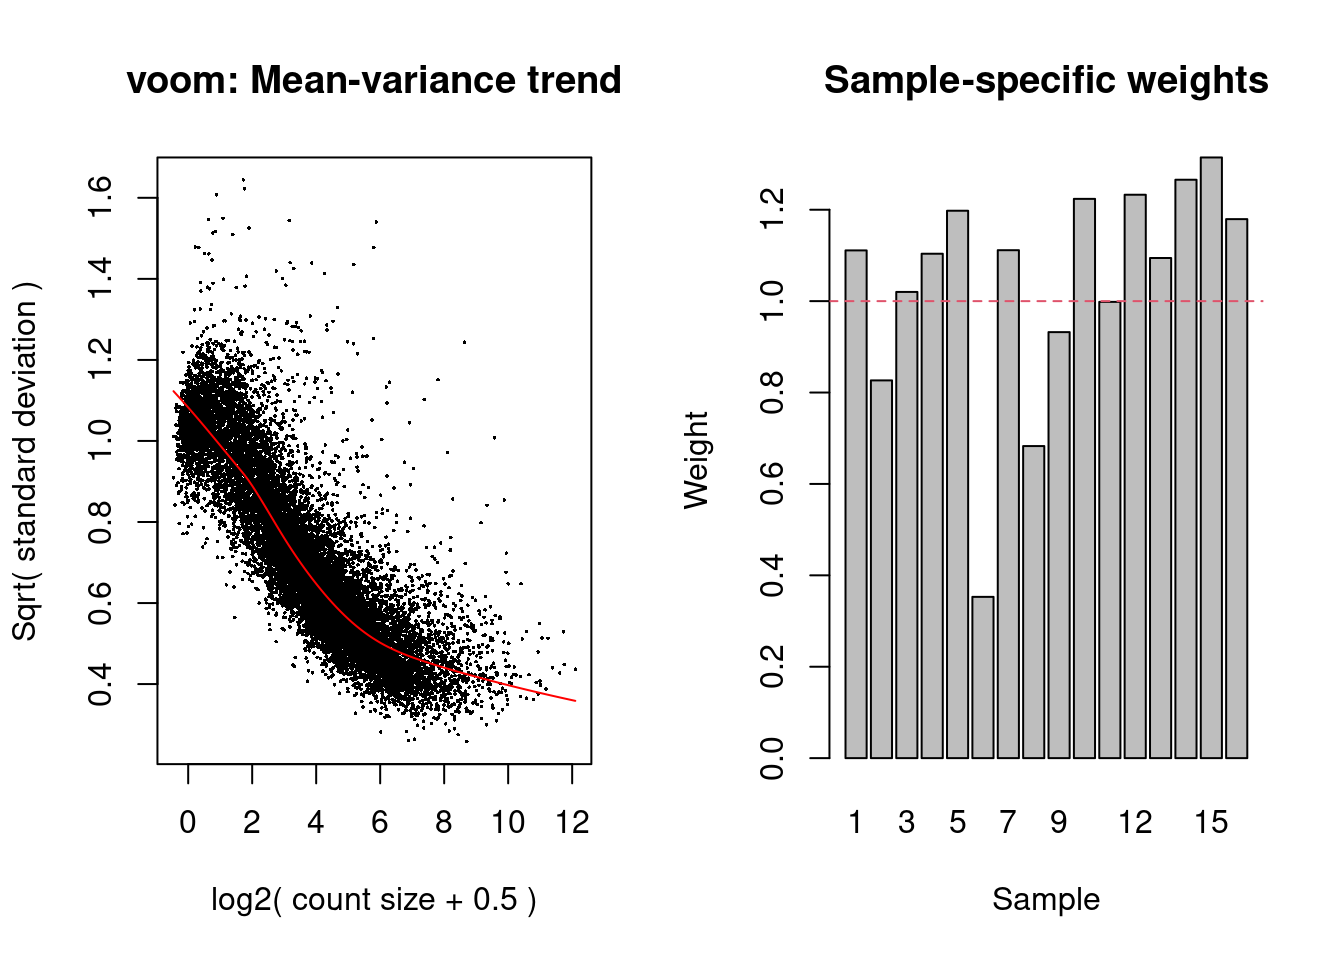 voom: Mean-variance trend
Sqrt( standard deviation )
1.6
1.4
1.2
1.0
0.8
0.6
0.4
0 2 4 6 8 10 12
log2( count size + 0.5 )
Sample-specific weights
Weight
1.2
1.0
0.8
0.6
0.4
0.2
0.0
1 3 5 7 9 12 15
Sample